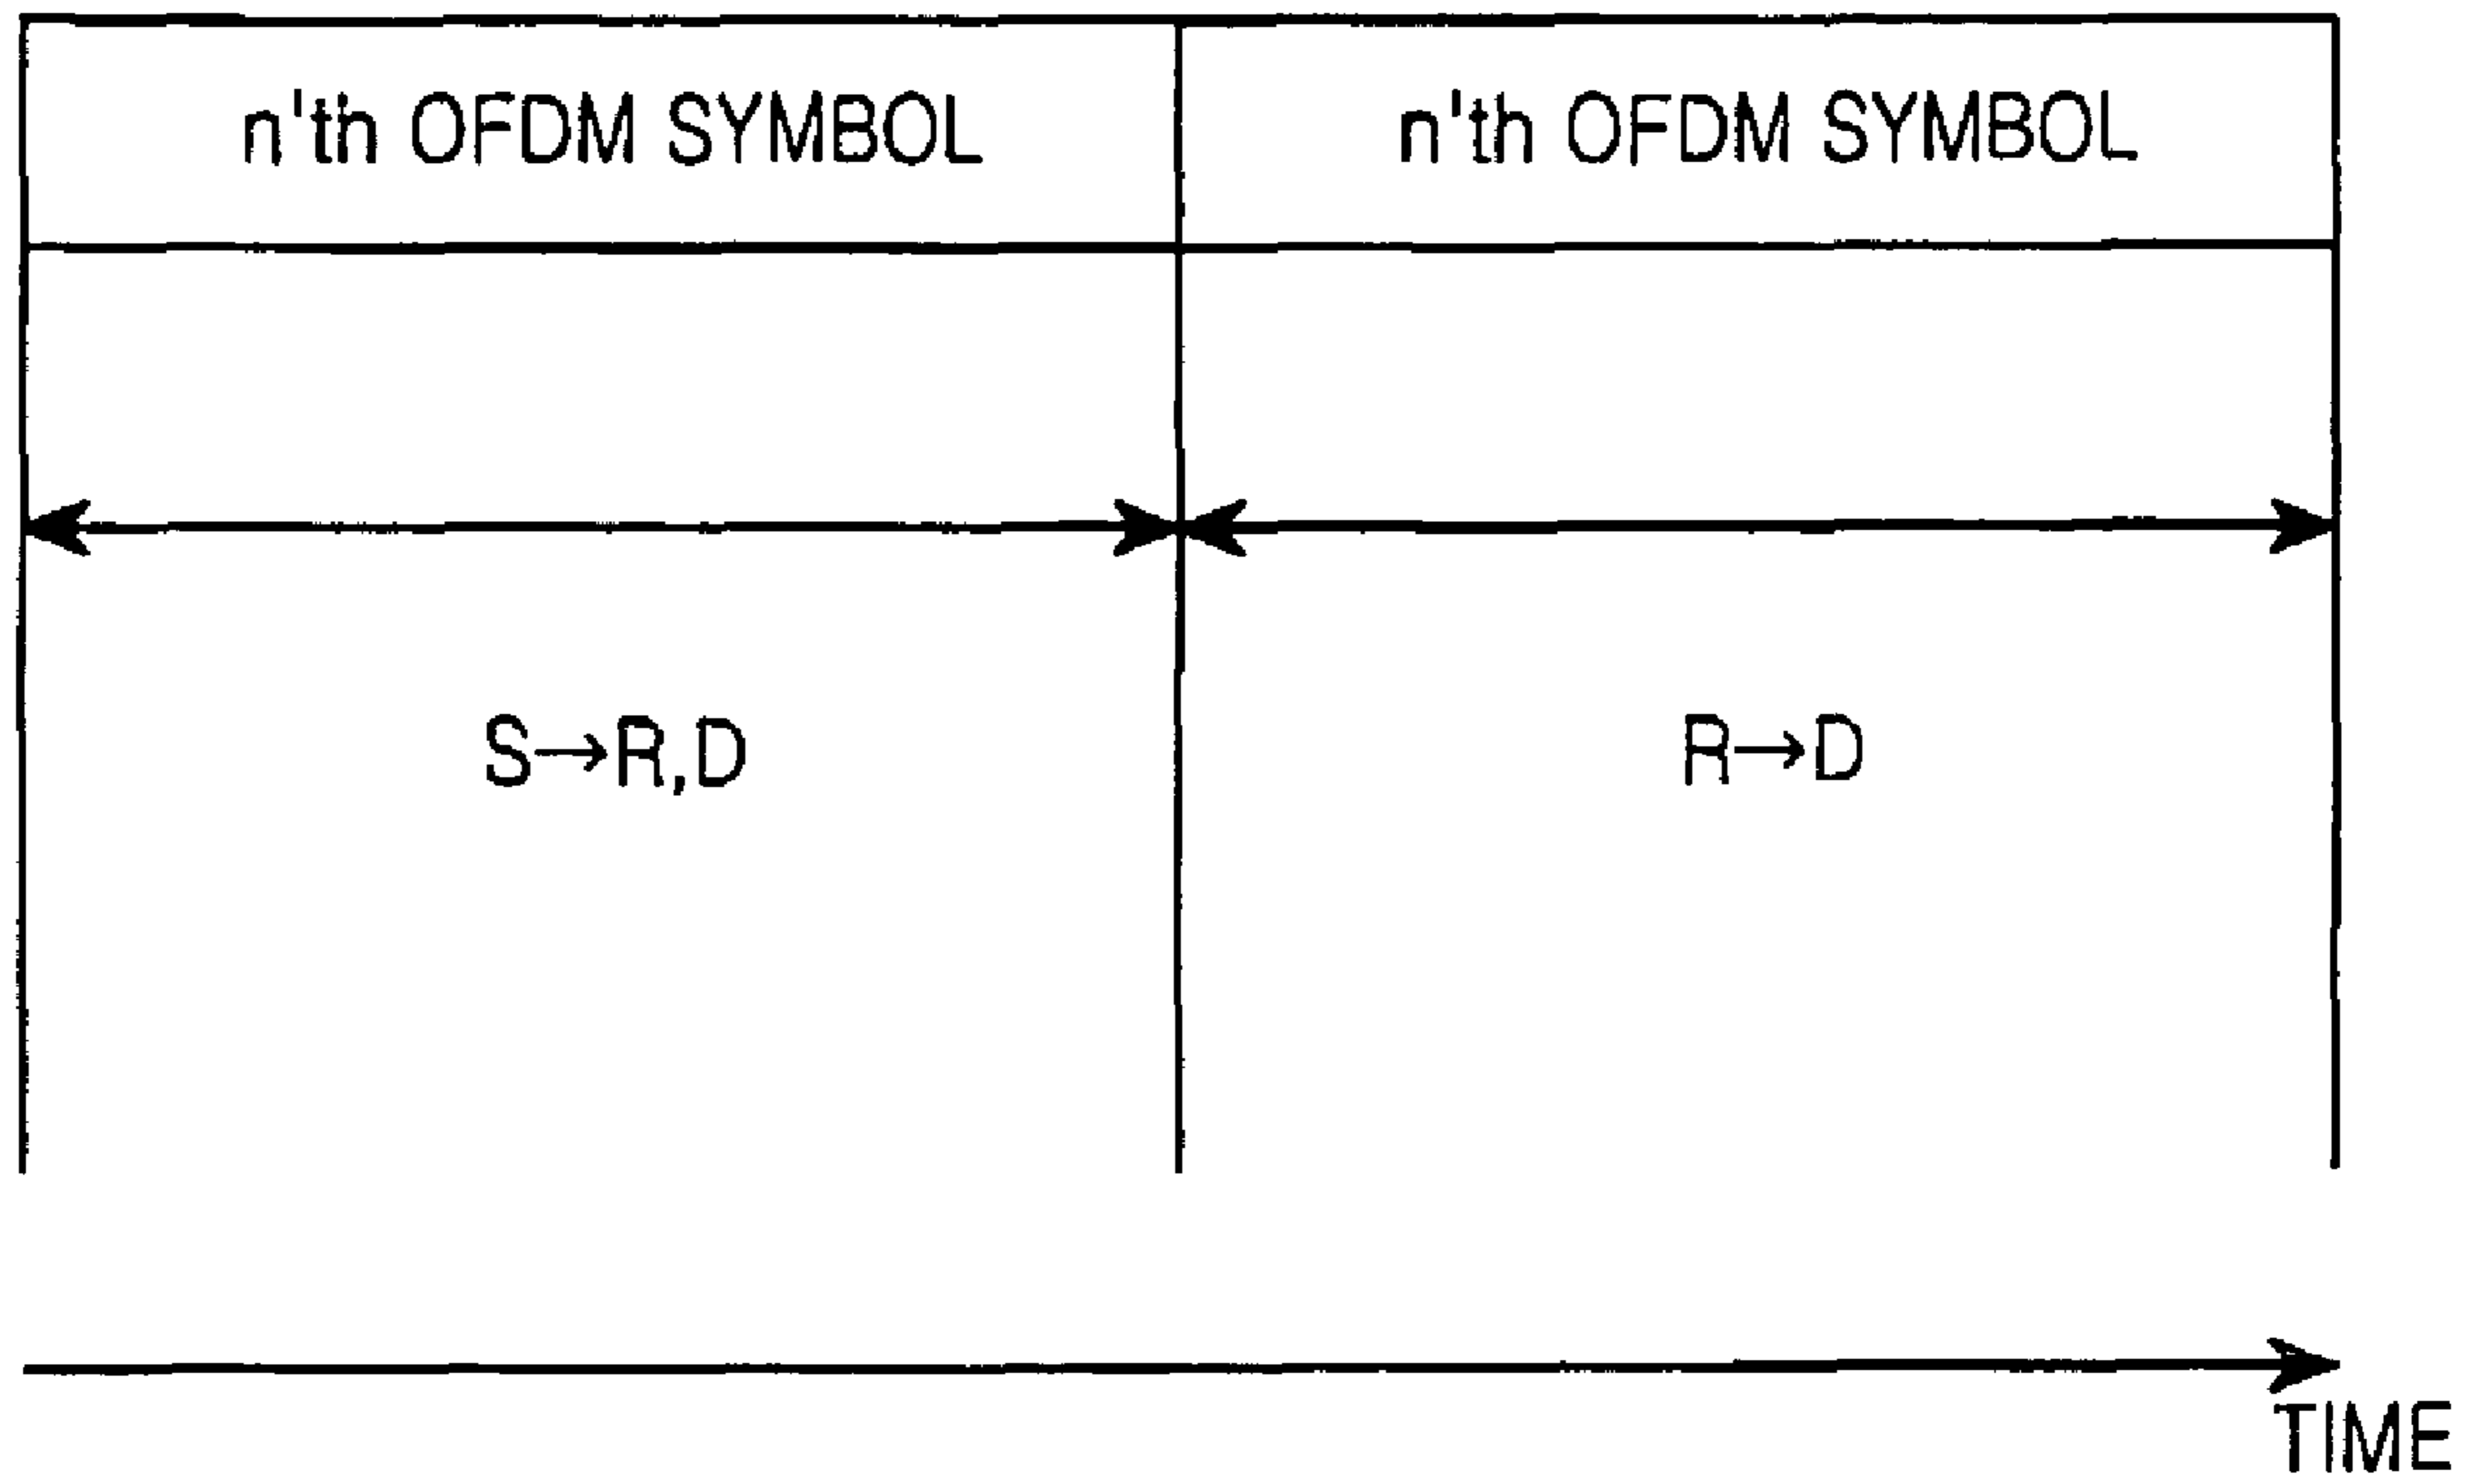 n'th OFDM SYMBOL n'th OFDM SYMBOL
S→R,D R→D
TIME